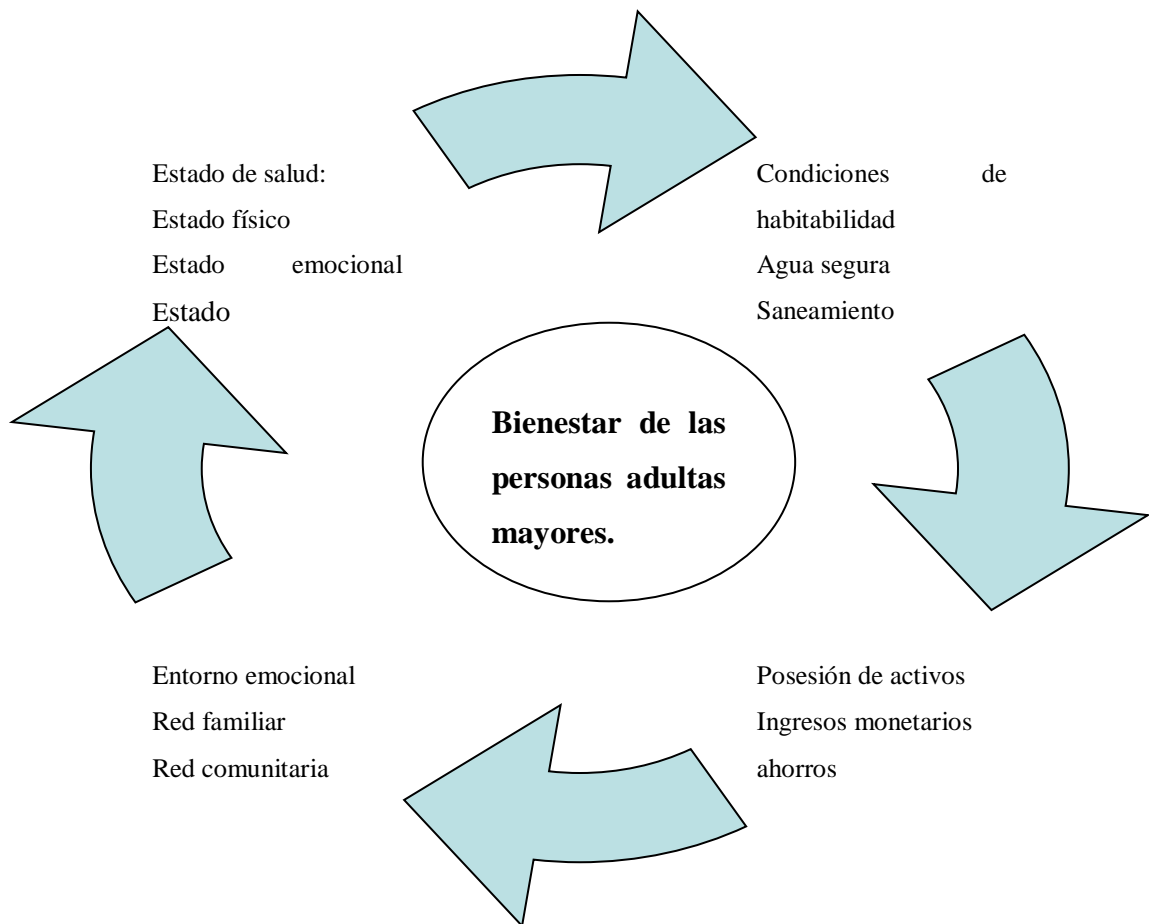 Estado de salud:
Estado físico
Estado emocional
Estado
Condiciones de
habitabilidad
Agua segura
Saneamiento
Bienestar de las
personas adultas
mayores.
Entorno emocional
Red familiar
Red comunitaria
Posesión de activos
Ingresos monetarios
ahorros